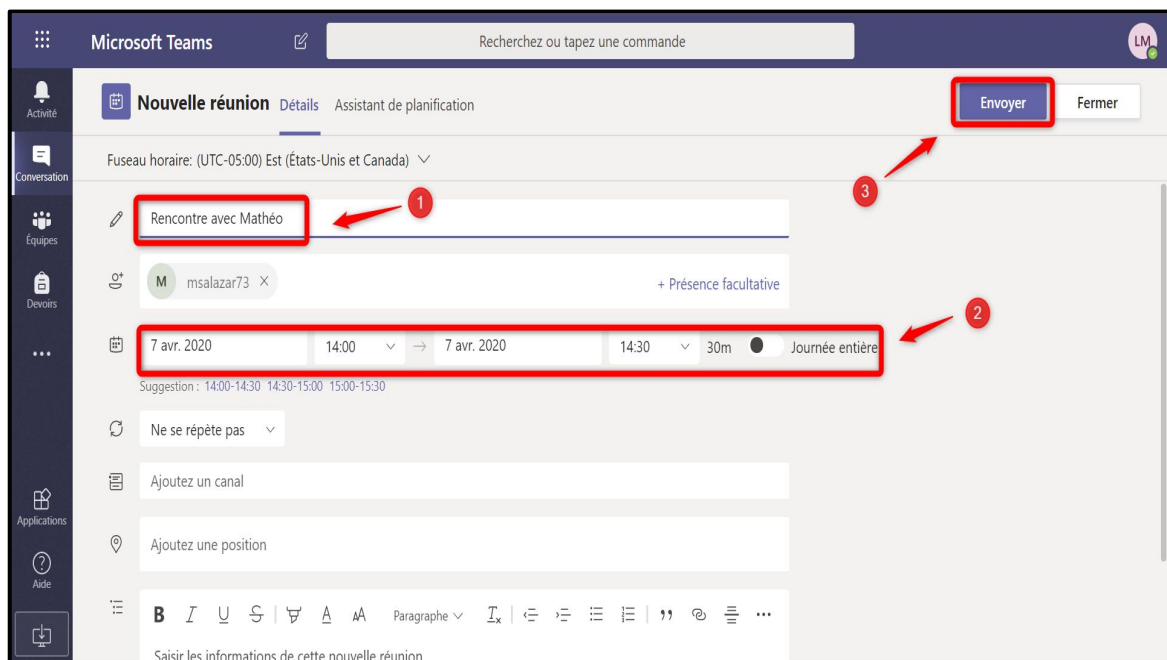 Microsoft Teams
Recherchez ou tapez une commande
LM
Activité
Nouvelle réunion Détails Assistant de planification
Envoyer Fermer
Conversation
Fuseau horaire: (UTC-05:00) Est (États-Unis et Canada)
3
Rencontre avec Mathéo
1
Équipes
M msalazar73
+ Présence facultative
Devoirs
2
7 avr. 2020 14:00 → 7 avr. 2020 14:30 30m Journée entière
Suggestion : 14:00-14:30 14:30-15:00 15:00-15:30
Ne se répète pas
Ajoutez un canal
Applications
Ajoutez une position
Aide
B I U S A AA Paragraphe Ix
Saisir les informations de cette nouvelle réunion